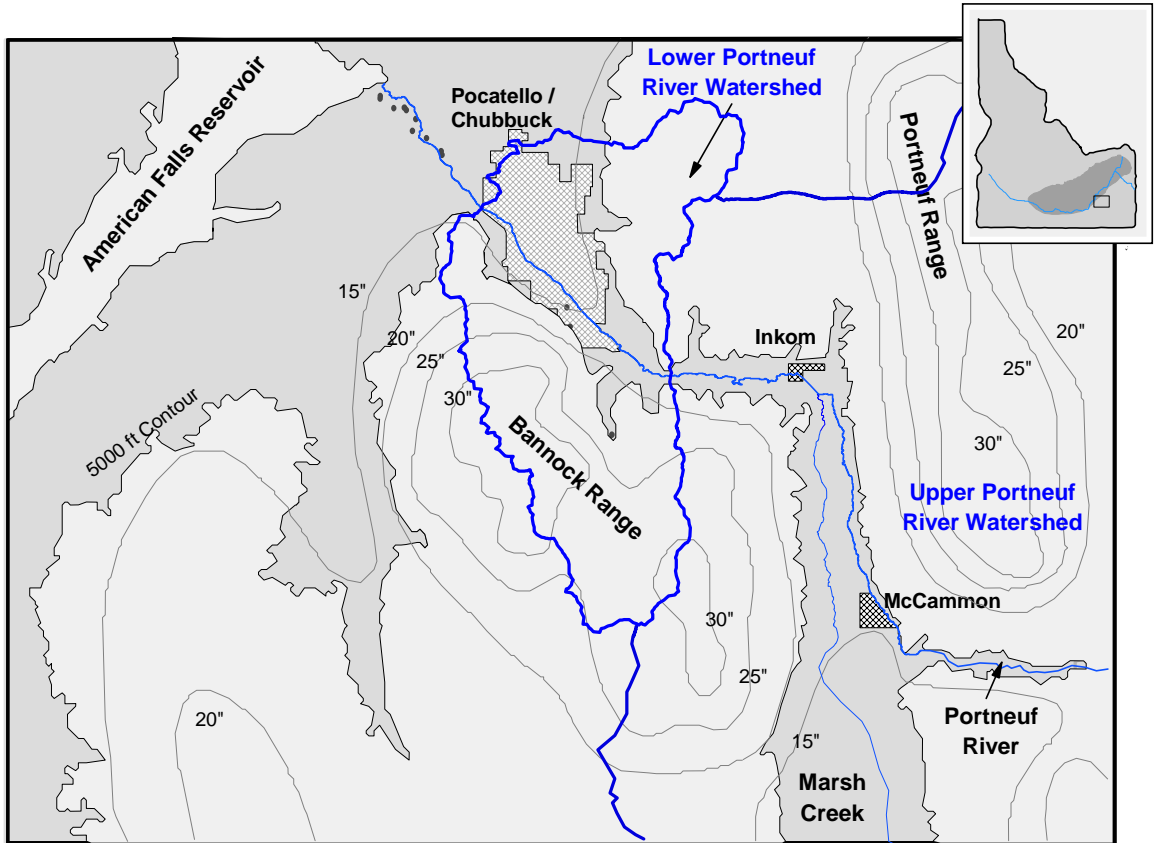 Lower Portneuf
River Watershed
American Falls Reservoir
Pocatello /
Chubbuck
Portneuf Range
15"
20"
25"
30"
20"
25"
30"
Inkom
5000 ft Contour
Bannock Range
Upper Portneuf
River Watershed
McCammon
30"
25"
20"
15"
Portneuf
River
Marsh
Creek